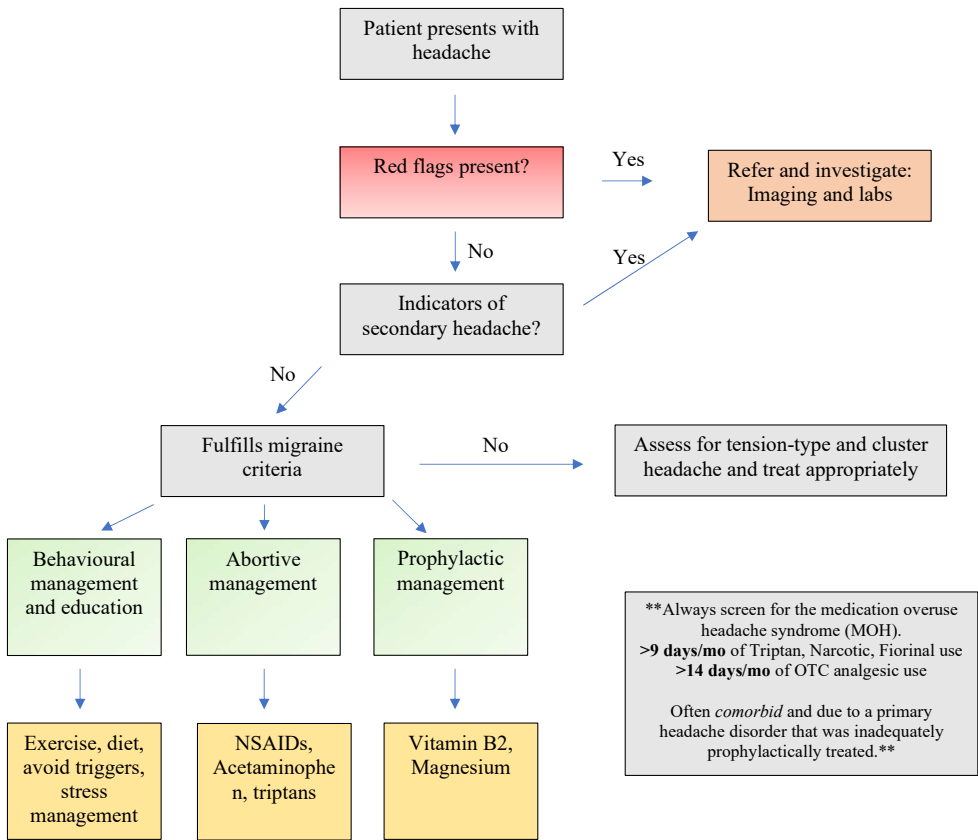 Patient presents with
headache
Red flags present?
Yes
Refer and investigate:
Imaging and labs
No
Yes
Indicators of
secondary headache?
No
Fulfills migraine
criteria
No
Assess for tension-type and cluster
headache and treat appropriately
Behavioural
management
and education
Abortive
management
Prophylactic
management
**Always screen for the medication overuse
headache syndrome (MOH).
>9 days/mo of Triptan, Narcotic, Fiorinal use
>14 days/mo of OTC analgesic use
Often comorbid and due to a primary
headache disorder that was inadequately
prophylactically treated.**
Exercise, diet,
avoid triggers,
stress
management
NSAIDs,
Acetaminophe
n, triptans
Vitamin B2,
Magnesium